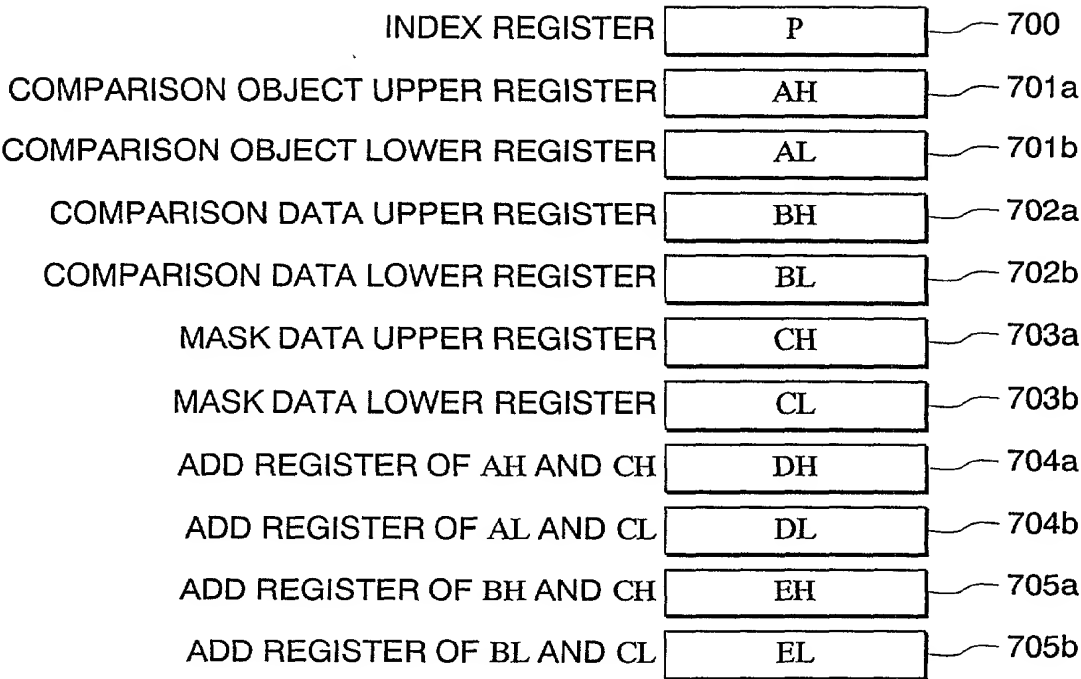 INDEX REGISTER P 700
COMPARISON OBJECT UPPER REGISTER AH 701a
COMPARISON OBJECT LOWER REGISTER AL 701b
COMPARISON DATA UPPER REGISTER BH 702a
COMPARISON DATA LOWER REGISTER BL 702b
MASK DATA UPPER REGISTER CH 703a
MASK DATA LOWER REGISTER CL 703b
ADD REGISTER OF AH AND CH DH 704a
ADD REGISTER OF AL AND CL DL 704b
ADD REGISTER OF BH AND CH EH 705a
ADD REGISTER OF BL AND CL EL 705b